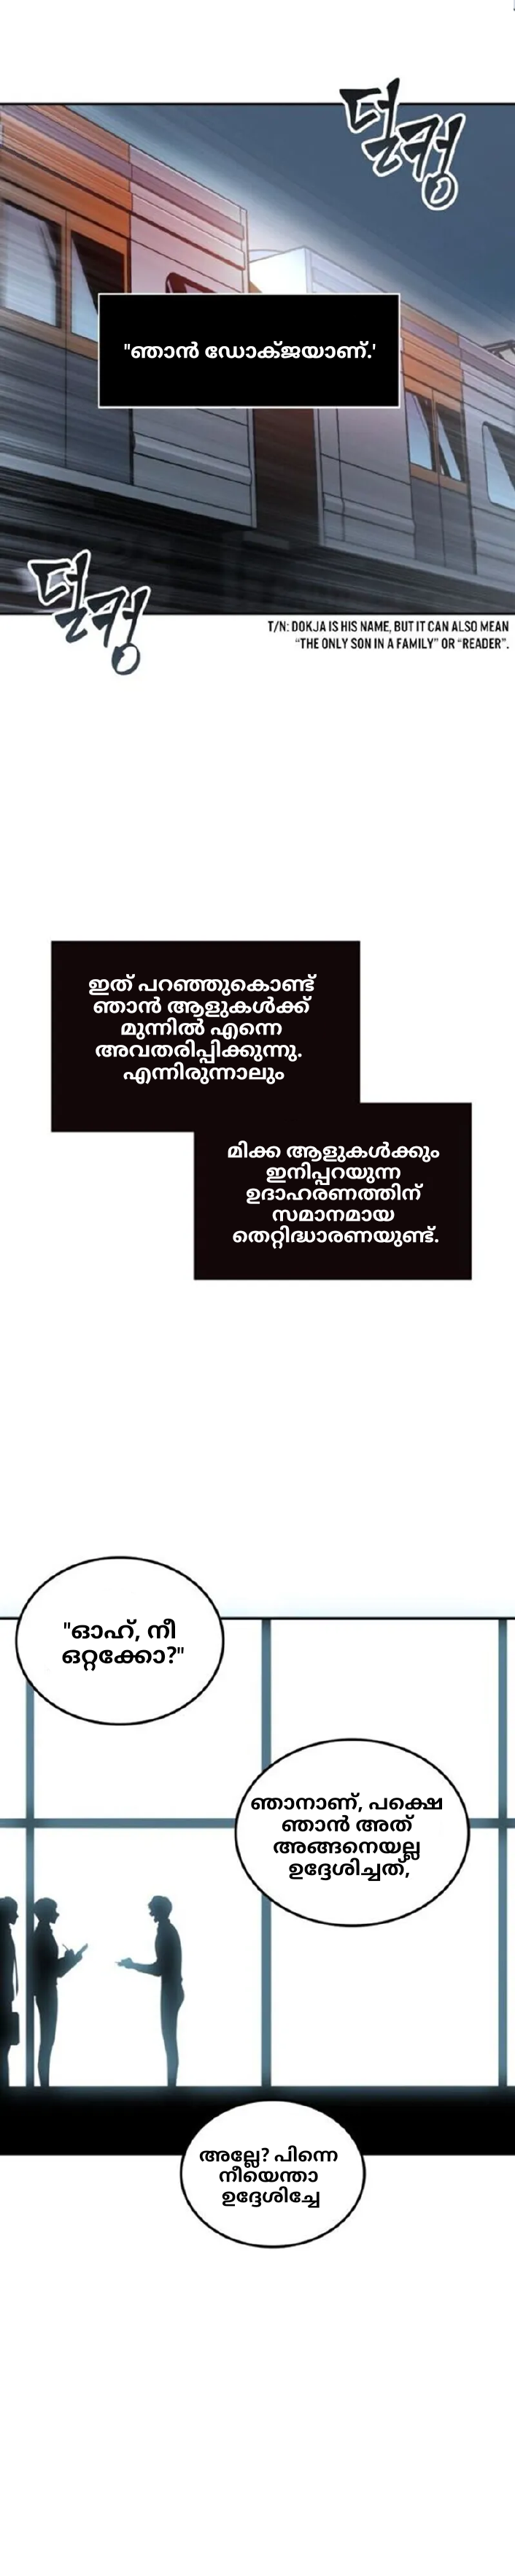 덜컹
"ഞാൻ ഡോക്ജയാണ്.'
덜컹
T/N: DOKJA IS HIS NAME, BUT IT CAN ALSO MEAN
"THE ONLY SON IN A FAMILY" OR "READER".
ഇത് പറഞ്ഞുകൊണ്ട്
ഞാൻ ആളുകൾക്ക്
മുന്നിൽ എന്നെ
അവതരിപ്പിക്കുന്നു.
എന്നിരുന്നാലും
മിക്ക ആളുകൾക്കും
ഇനിപ്പറയുന്ന
ഉദാഹരണത്തിന്
സമാനമായ
തെറ്റിദ്ധാരണയുണ്ട്.
"ഓഹ്, നീ
ഒറ്റക്കോ?"
ഞാനാണ്, പക്ഷെ
ഞാൻ അത്
അങ്ങനെയല്ല
ഉദ്ദേശിച്ചത്,
അല്ലേ? പിന്നെ
നീയെന്താ
ഉദ്ദേശിച്ചേ